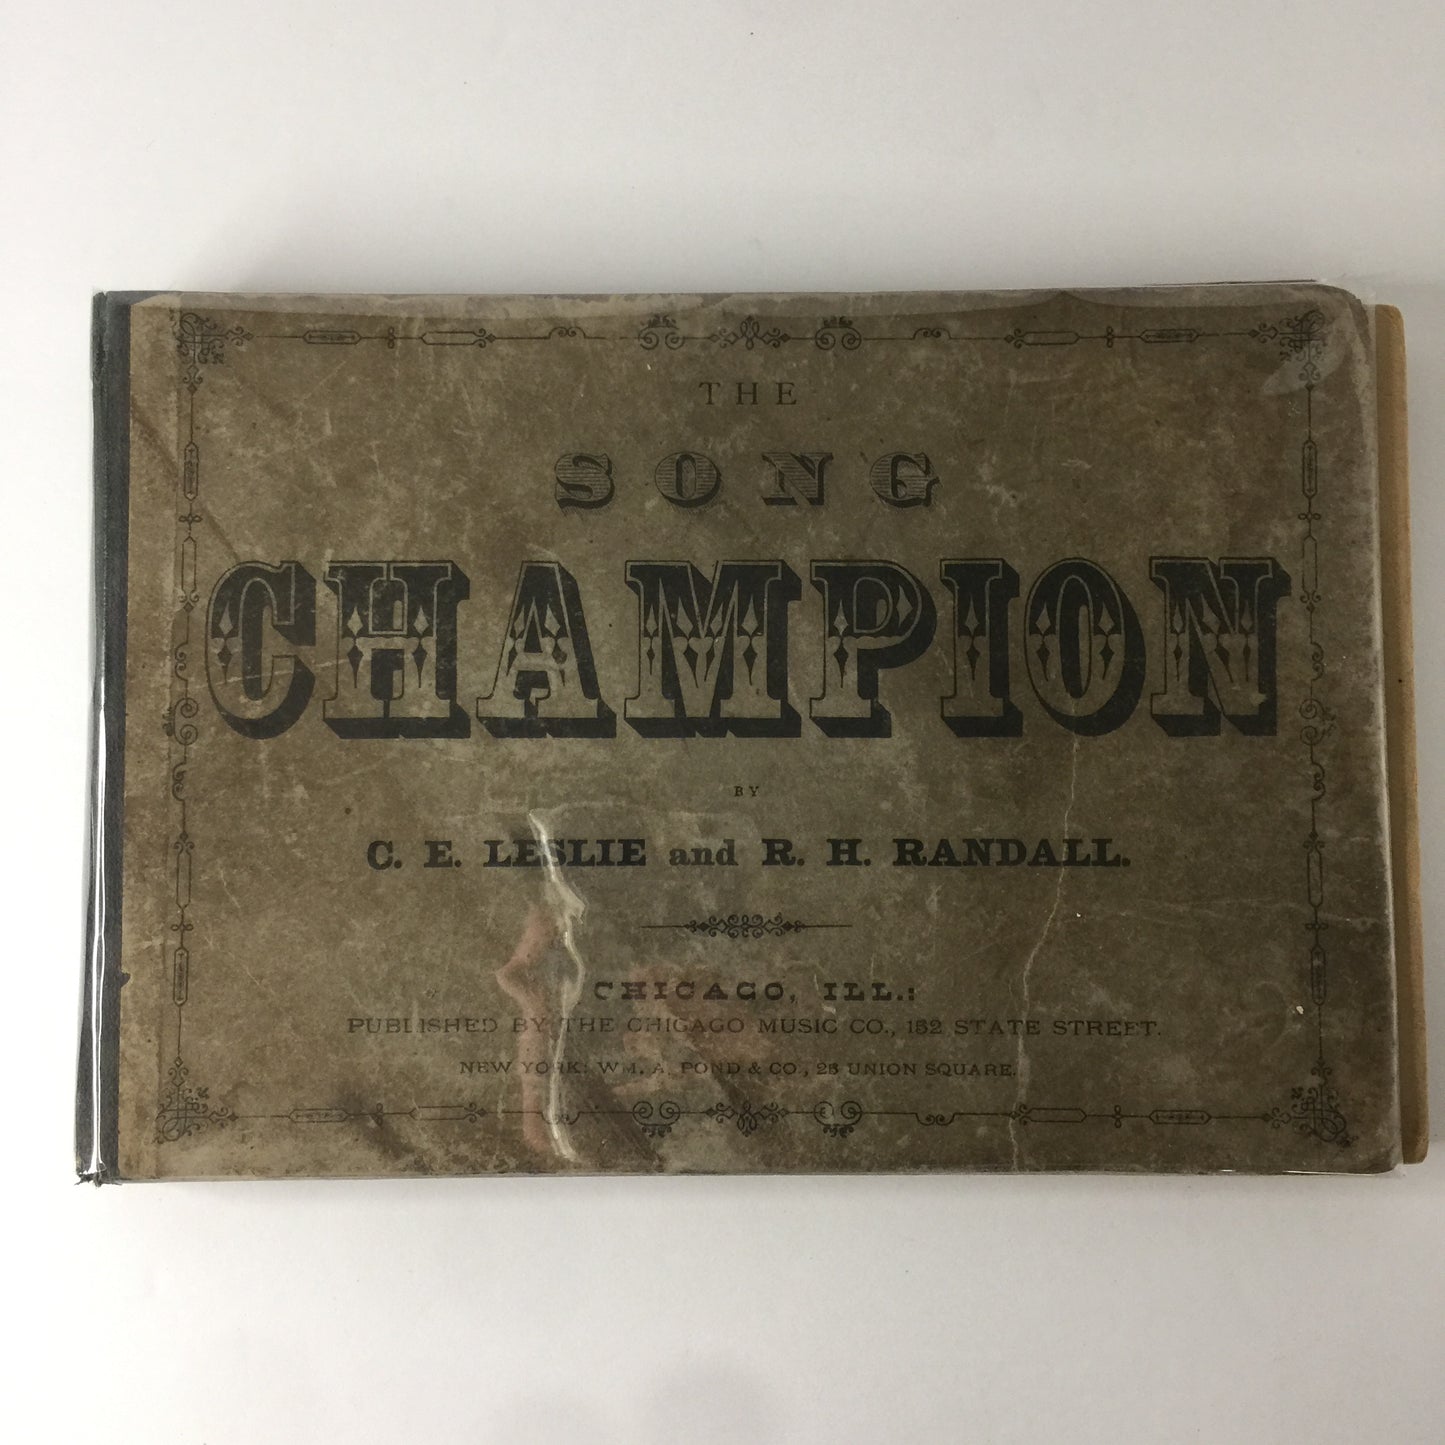 THE
SONG
CHAMPION
BY
C. E. LESLIE and R. H. RANDALL.
CHICAGO, ILL.:
PUBLISHED BY THE CHICAGO MUSIC CO., 152 STATE STREET.
NEW YORK: WM. A. POND & CO., 25 UNION SQUARE.